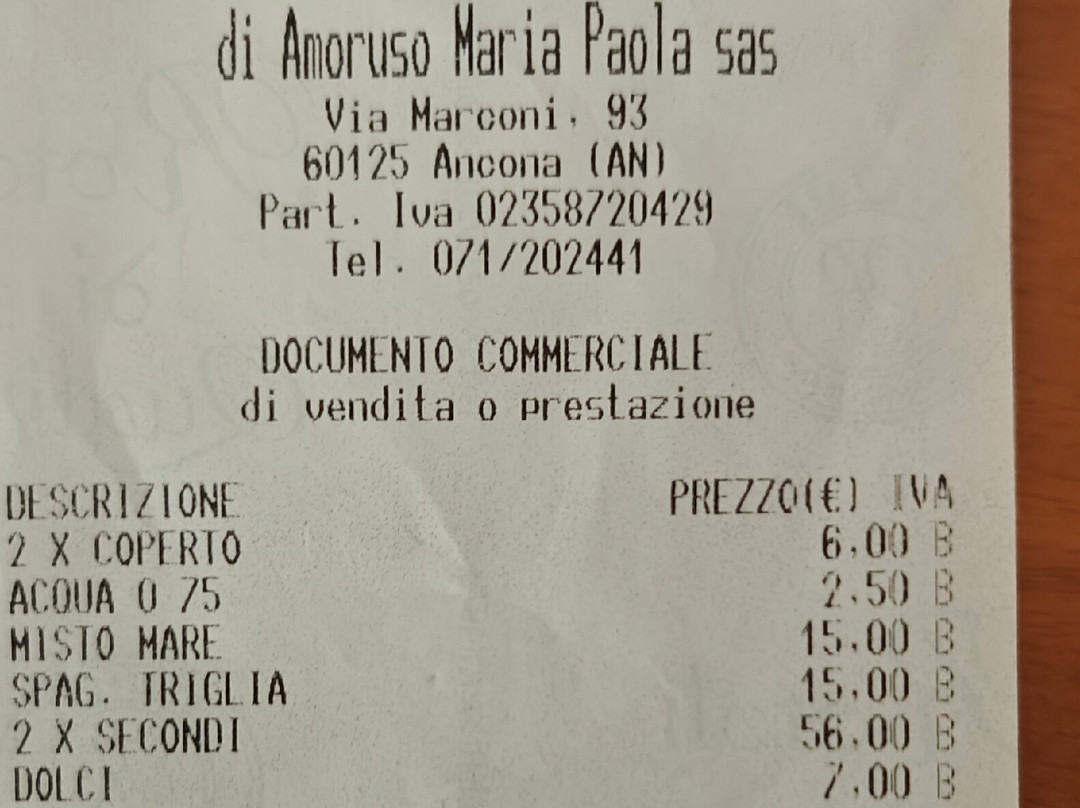 di Amoruso Maria Paola sas
Via Marconi, 93
60125 Ancona (AN)
Part. Iva 02358720429
Tel. 071/202441
DOCUMENTO COMMERCIALE
di vendita o prestazione
DESCRIZIONE PREZZO(€) IVA
2 X COPERTO 6,00 B
ACQUA 0 75 2,50 B
MISTO MARE 15,00 B
SPAG. TRIGLIA 15,00 B
2 X SECONDI 56,00 B
DOLCI 7,00 B